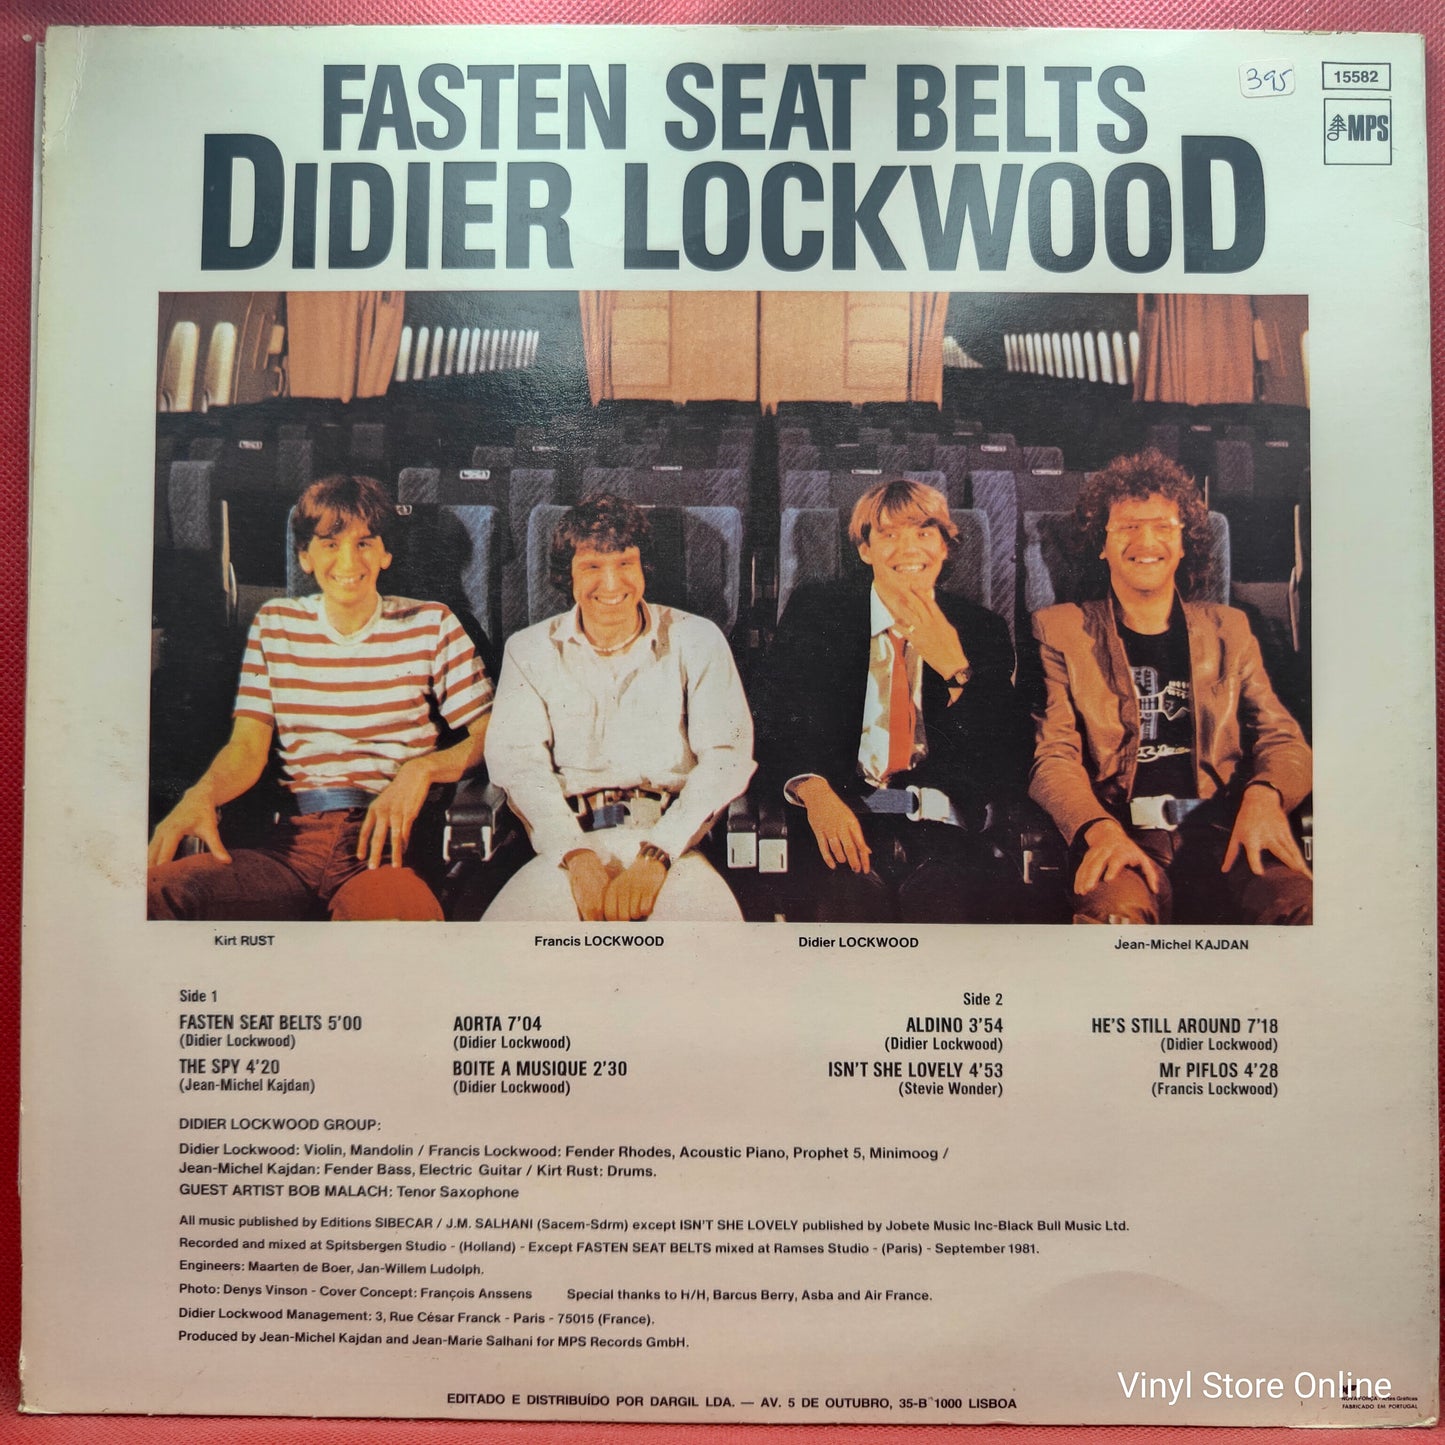 FASTEN SEAT BELTS
DIDIER LOCKWOOD
395
15582
MPS
Kirt RUST
Francis LOCKWOOD
Didier LOCKWOOD
Jean-Michel KAJDAN
Side 1
FASTEN SEAT BELTS 5'00
(Didier Lockwood)
THE SPY 4'20
(Jean-Michel Kajdan)
AORTA 7'04
(Didier Lockwood)
BOITE A MUSIQUE 2'30
(Didier Lockwood)
Side 2
ALDINO 3'54
(Didier Lockwood)
ISN'T SHE LOVELY 4'53
(Stevie Wonder)
HE'S STILL AROUND 7'18
(Didier Lockwood)
Mr PIFLOS 4'28
(Francis Lockwood)
DIDIER LOCKWOOD GROUP:
Didier Lockwood: Violin, Mandolin / Francis Lockwood: Fender Rhodes, Acoustic Piano, Prophet 5, Minimoog /
Jean-Michel Kajdan: Fender Bass, Electric Guitar / Kirt Rust: Drums.
GUEST ARTIST BOB MALACH: Tenor Saxophone
All music published by Editions SIBECAR / J.M. SALHANI (Sacem-Sdrm) except ISN'T SHE LOVELY published by Jobete Music Inc-Black Bull Music Ltd.
Recorded and mixed at Spitsbergen Studio - (Holland) - Except FASTEN SEAT BELTS mixed at Ramses Studio - (Paris) - September 1981.
Engineers: Maarten de Boer, Jan-Willem Ludolph.
Photo: Denys Vinson - Cover Concept: François Anssens Special thanks to H/H, Barcus Berry, Asba and Air France.
Didier Lockwood Management: 3, Rue César Franck - Paris - 75015 (France).
Produced by Jean-Michel Kajdan and Jean-Marie Salhani for MPS Records GmbH.
EDITADO E DISTRIBUÍDO POR DARGIL LDA. — AV. 5 DE OUTUBRO, 35-B 1000 LISBOA
Vinyl Store Online
Artes Gráficas
FABRICADO EM PORTUGAL